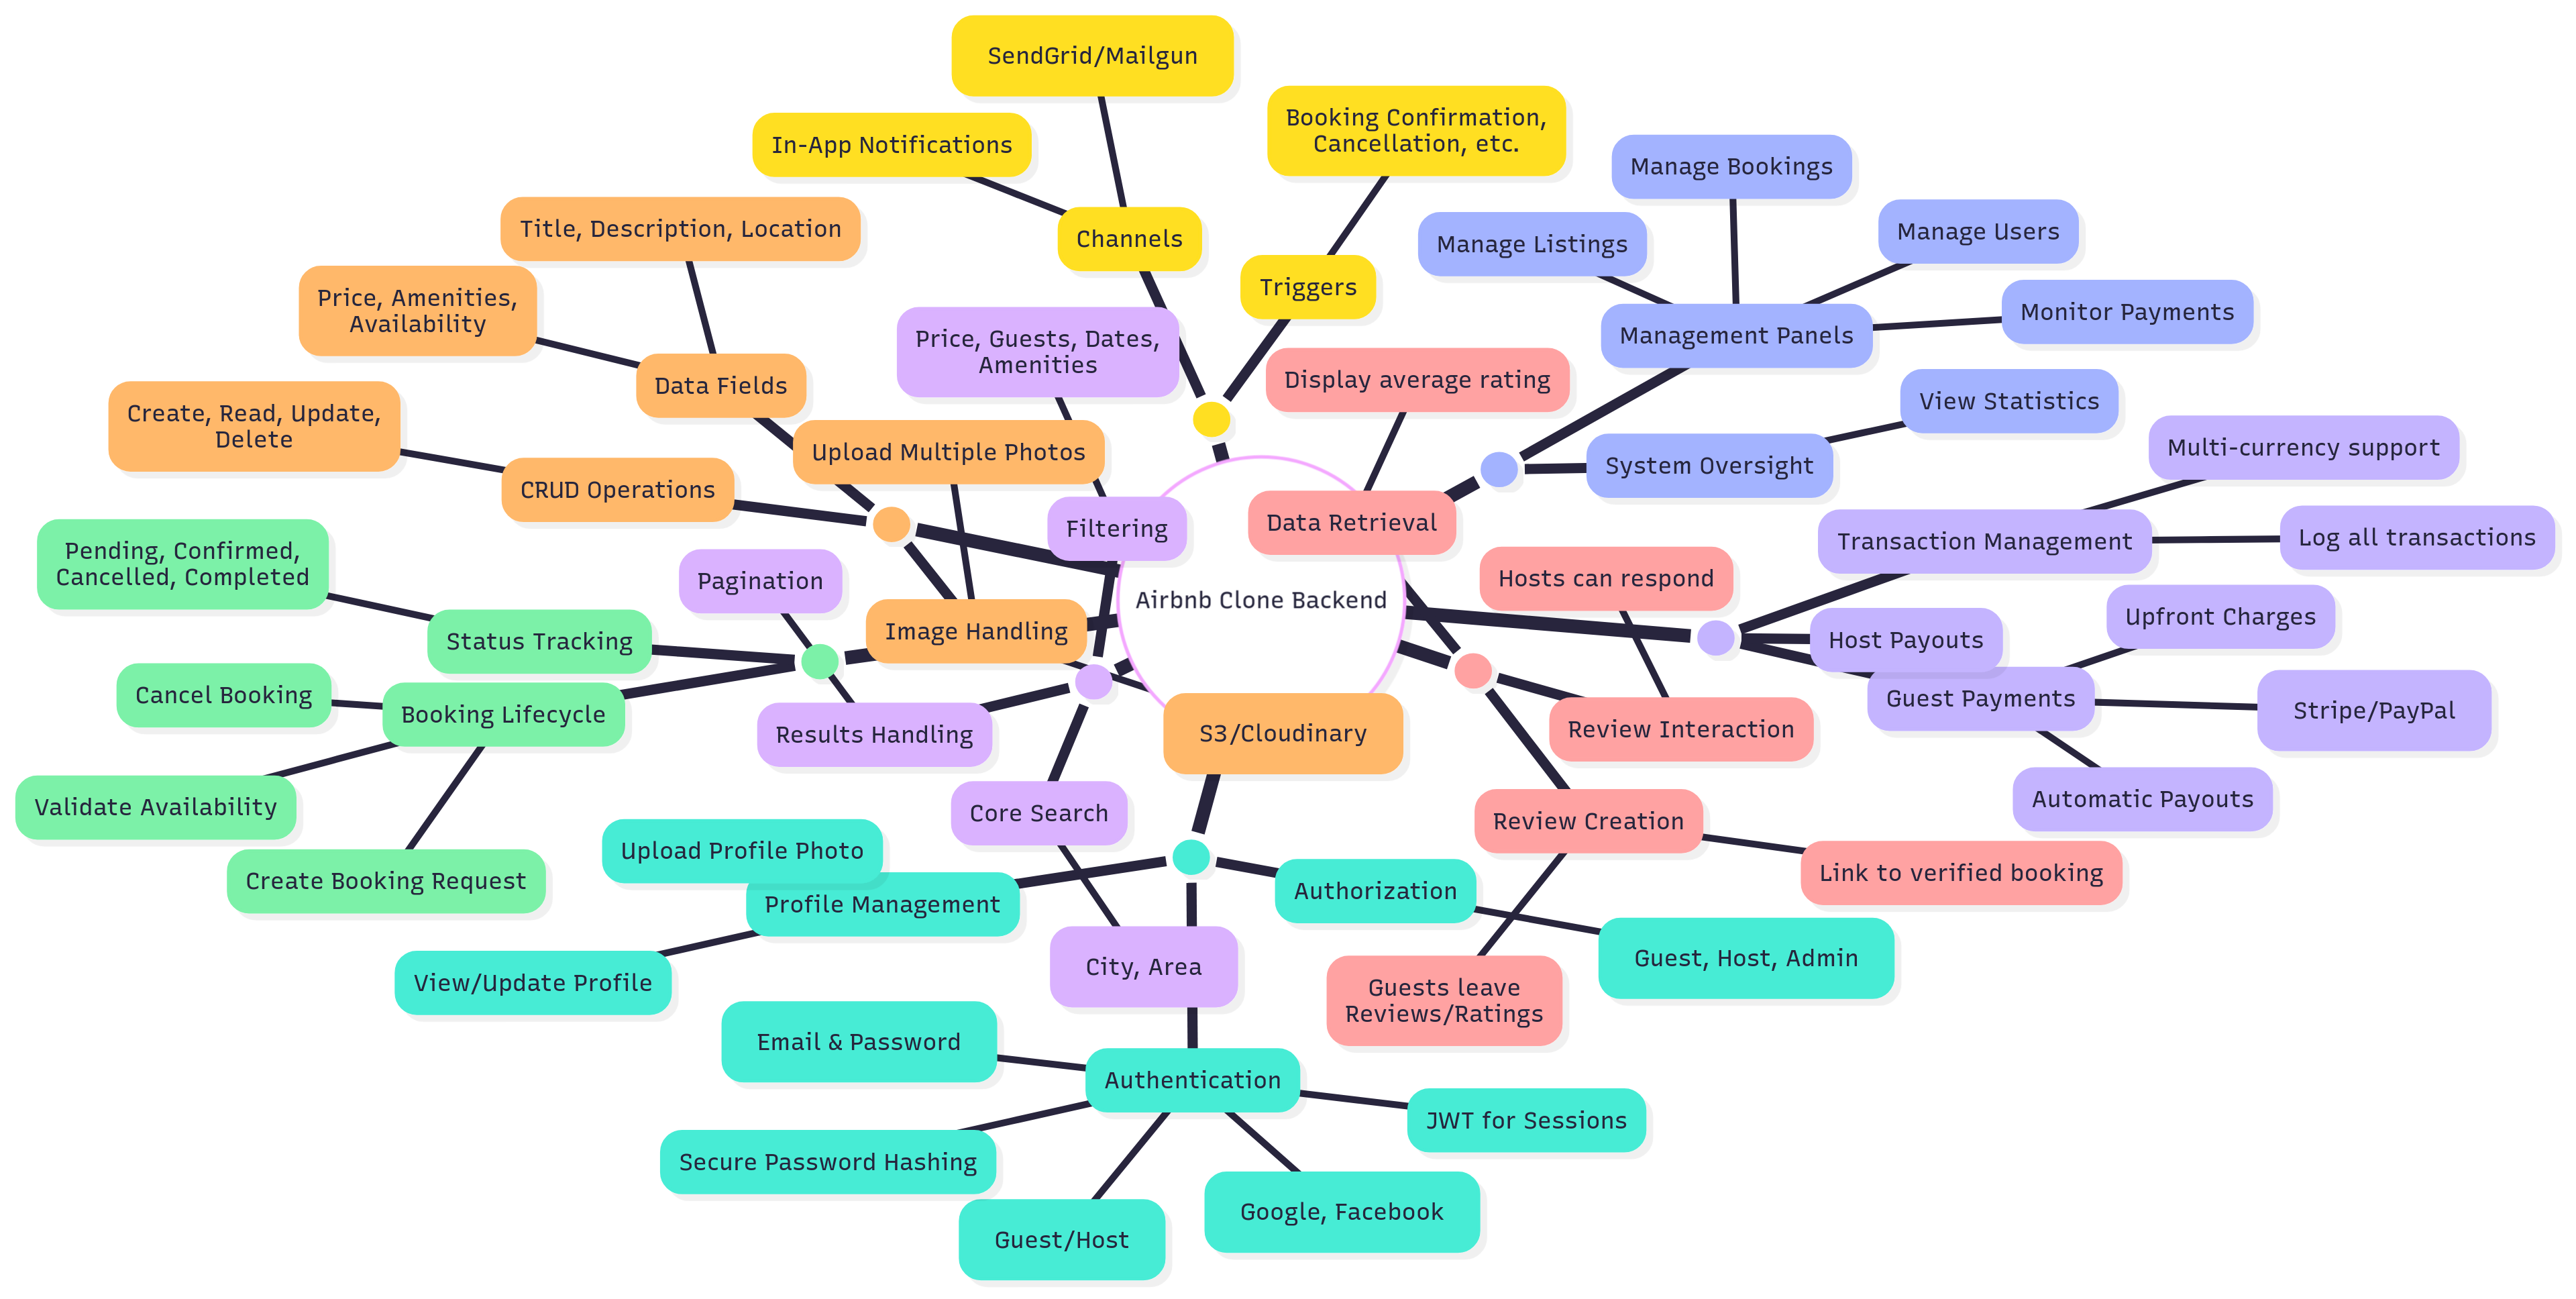 SendGrid/Mailgun
In-App Notifications
Booking Confirmation,
Cancellation, etc.
Channels
Triggers
Manage Bookings
Manage Listings
Manage Users
Monitor Payments
Management Panels
View Statistics
System Oversight
Title, Description, Location
Price, Amenities,
Availability
Data Fields
Create, Read, Update,
Delete
CRUD Operations
Upload Multiple Photos
Image Handling
S3/Cloudinary
Price, Guests, Dates,
Amenities
Filtering
Display average rating
Data Retrieval
Airbnb Clone Backend
Hosts can respond
Review Interaction
Review Creation
Link to verified booking
Guests leave
Reviews/Ratings
Multi-currency support
Transaction Management
Log all transactions
Host Payouts
Upfront Charges
Guest Payments
Stripe/PayPal
Automatic Payouts
Pending, Confirmed,
Cancelled, Completed
Status Tracking
Cancel Booking
Booking Lifecycle
Validate Availability
Create Booking Request
Pagination
Results Handling
Core Search
City, Area
Upload Profile Photo
Profile Management
View/Update Profile
Authorization
Guest, Host, Admin
Email & Password
Authentication
JWT for Sessions
Secure Password Hashing
Guest/Host
Google, Facebook